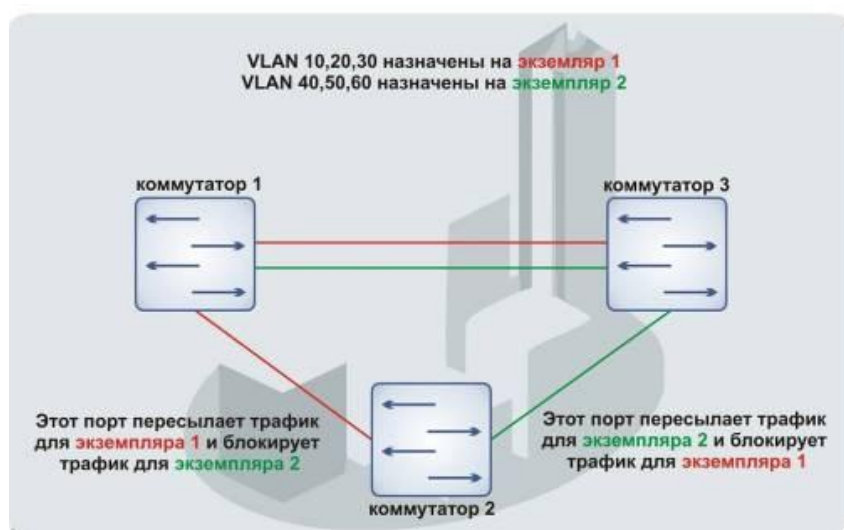 VLAN 10,20,30 назначены на экземляр 1
VLAN 40,50,60 назначены на экземпляр 2
коммутатор 1
коммутатор 3
Этот порт пересылает трафик
для экземпляра 1 и блокирует
трафик для экземпляра 2
Этот порт пересылает трафик
для экземпляра 2 и блокирует
трафик для экземпляра 1
коммутатор 2